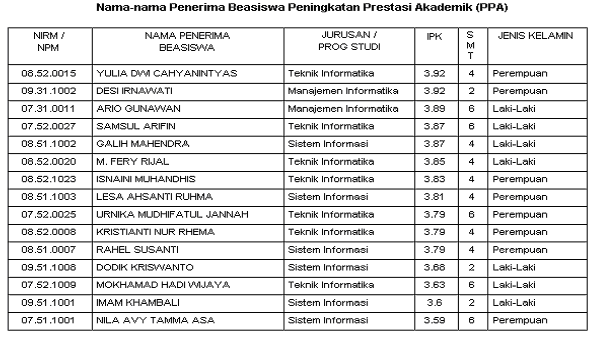 Nama-nama Penerima Beasiswa Peningkatan Prestasi Akademik (PPA)
NIRM / NPM NAMA PENERIMA BEASISWA JURUSAN / PROG STUDI IPK SMT JENIS KELAMIN
08.52.0015 YULIA DWI CAHYANINTYAS Teknik Informatika 3.92 4 Perempuan
09.31.1002 DESI IRNAWATI Manajemen Informatika 3.92 2 Perempuan
07.31.0011 ARIO GUNAWAN Manajemen Informatika 3.89 6 Laki-Laki
07.52.0027 SAMSUL ARIFIN Teknik Informatika 3.87 6 Laki-Laki
08.51.1002 GALIH MAHENDRA Sistem Informasi 3.87 4 Laki-Laki
08.52.0020 M. FERY RIJAL Teknik Informatika 3.85 4 Laki-Laki
08.52.1023 ISNAINI MUHANDHIS Teknik Informatika 3.83 4 Perempuan
08.51.1003 LESA AHSANTI RUHMA Sistem Informasi 3.81 4 Perempuan
07.52.0025 URNIKA MUDHIFATUL JANNAH Teknik Informatika 3.79 6 Perempuan
08.52.0008 KRISTIANTI NUR RHEMA Teknik Informatika 3.79 4 Perempuan
08.51.0007 RAHEL SUSANTI Sistem Informasi 3.79 4 Perempuan
09.51.1008 DODIK KRISWANTO Sistem Informasi 3.68 2 Laki-Laki
07.52.1009 MOKHAMAD HADI WIJAYA Teknik Informatika 3.63 6 Laki-Laki
09.51.1001 IMAM KHAMBALI Sistem Informasi 3.6 2 Laki-Laki
07.51.1001 NILA AVY TAMMA ASA Sistem Informasi 3.59 6 Perempuan